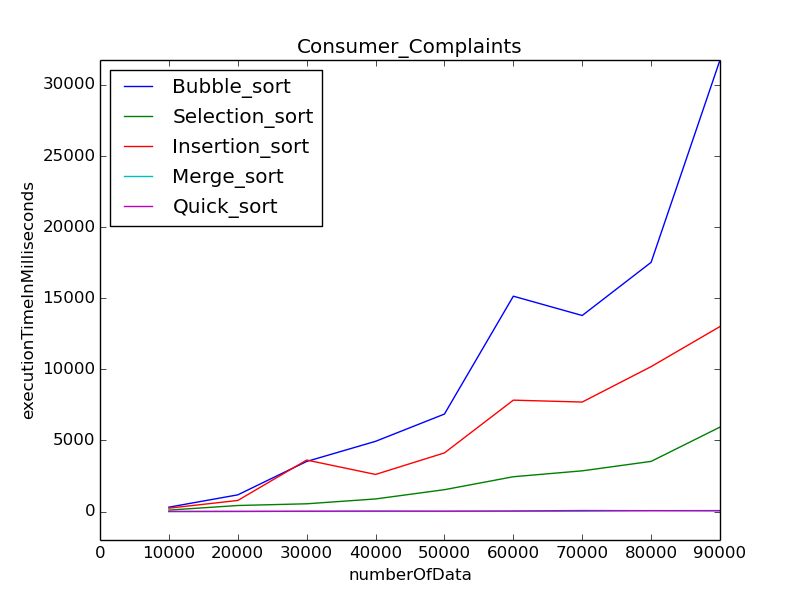 Consumer_Complaints
Bubble_sort
Selection_sort
Insertion_sort
Merge_sort
Quick_sort
executionTimeInMilliseconds
30000
25000
20000
15000
10000
5000
0
0 10000 20000 30000 40000 50000 60000 70000 80000 90000
numberOfData